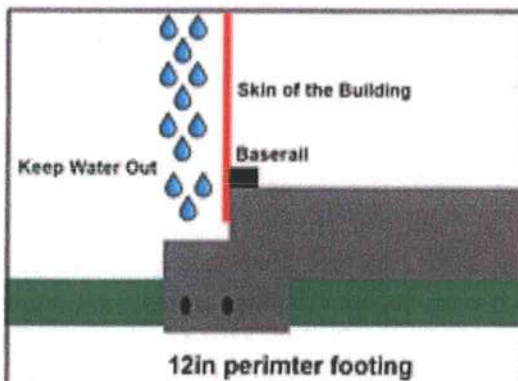 Skin of the Building
Baserail
Keep Water Out
12in perimter footing